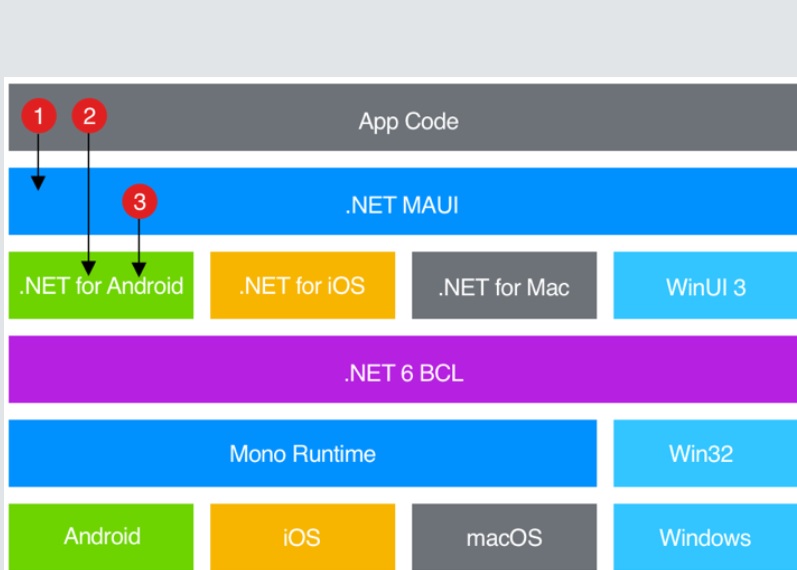 App Code
1
2
.NET MAUI
3
.NET for Android
.NET for iOS
.NET for Mac
WinUI 3
.NET 6 BCL
Mono Runtime
Win32
Android
iOS
macOS
Windows